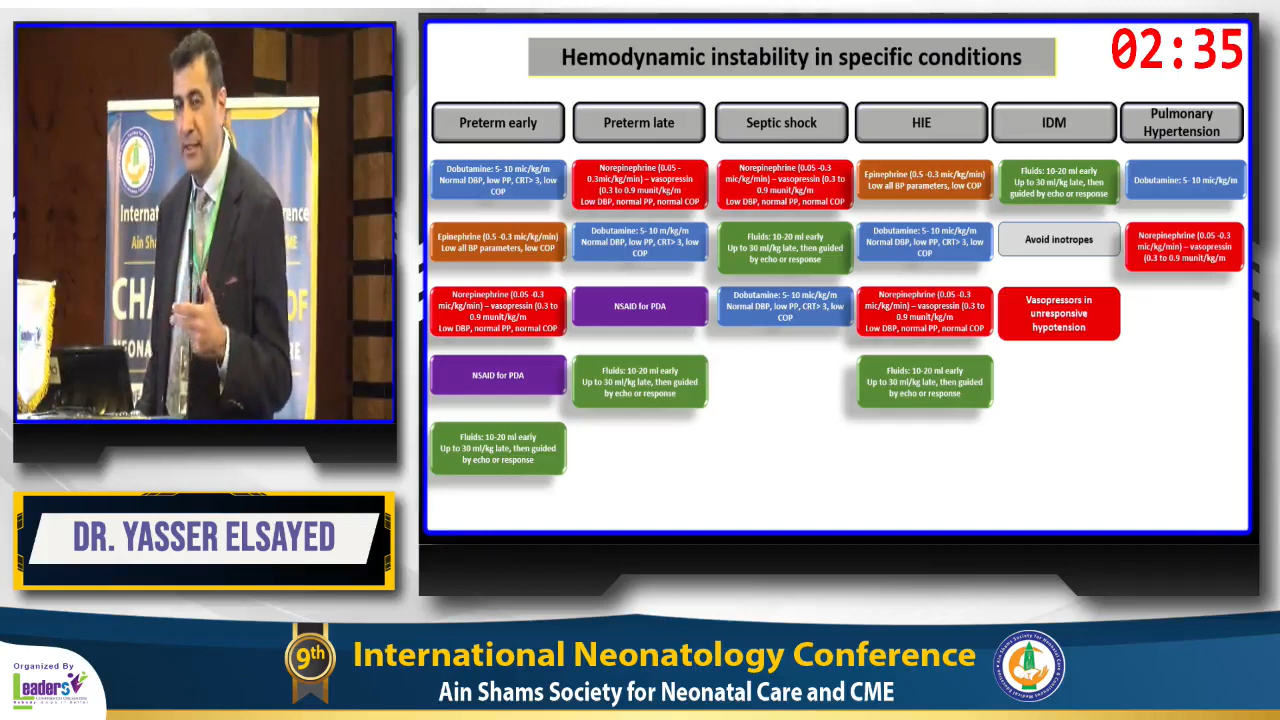 Hemodynamic instability in specific conditions
02:35
Preterm early
Preterm late
Septic shock
HIE
IDM
Pulmonary
Hypertension
Dobutamine: 5- 10 mic/kg/m
Normal DBP, low PP, CRT> 3, low
COP
Norepinephrine (0.05 -
0.3mic/kg/min) – vasopressin
(0.3 to 0.9 munit/kg/m
Low DBP, normal PP, normal COP
Norepinephrine (0.05 -0.3
mic/kg/min) – vasopressin (0.3 to
0.9 munit/kg/m
Low DBP, normal PP, normal COP
Epinephrine (0.5 -0.3 mic/kg/min)
Low all BP parameters, low COP
Fluids: 10-20 ml early
Up to 30 ml/kg late, then
guided by echo or response
Dobutamine: 5- 10 mic/kg/m
Epinephrine (0.5 -0.3 mic/kg/min)
Low all BP parameters, low COP
Dobutamine: 5- 10 m/kg/m
Normal DBP, low PP, CRT> 3, low
COP
Fluids: 10-20 ml early
Up to 30 ml/kg late, then guided
by echo or response
Dobutamine: 5- 10 mic/kg/m
Normal DBP, low PP, CRT> 3, low
COP
Avoid inotropes
Norepinephrine (0.05 -0.3
mic/kg/min) – vasopressin
(0.3 to 0.9 munit/kg/m
Norepinephrine (0.05 -0.3
mic/kg/min) – vasopressin (0.3 to
0.9 munit/kg/m
Low DBP, normal PP, normal COP
NSAID for PDA
Dobutamine: 5- 10 mic/kg/m
Normal DBP, low PP, CRT> 3, low
COP
Norepinephrine (0.05 -0.3
mic/kg/min) – vasopressin (0.3 to
0.9 munit/kg/m
Low DBP, normal PP, normal COP
Vasopressors in
unresponsive
hypotension
NSAID for PDA
Fluids: 10-20 ml early
Up to 30 ml/kg late, then guided
by echo or response
Fluids: 10-20 ml early
Up to 30 ml/kg late, then guided
by echo or response
Fluids: 10-20 ml early
Up to 30 ml/kg late, then guided
by echo or response
Internat
ference
Ain Sha
CME
CHA
OF
NEONA
RE
DR. YASSER ELSAYED
9th
International Neonatology Conference
Ain Shams Society for Neonatal Care and CME
Organized By
Leaders